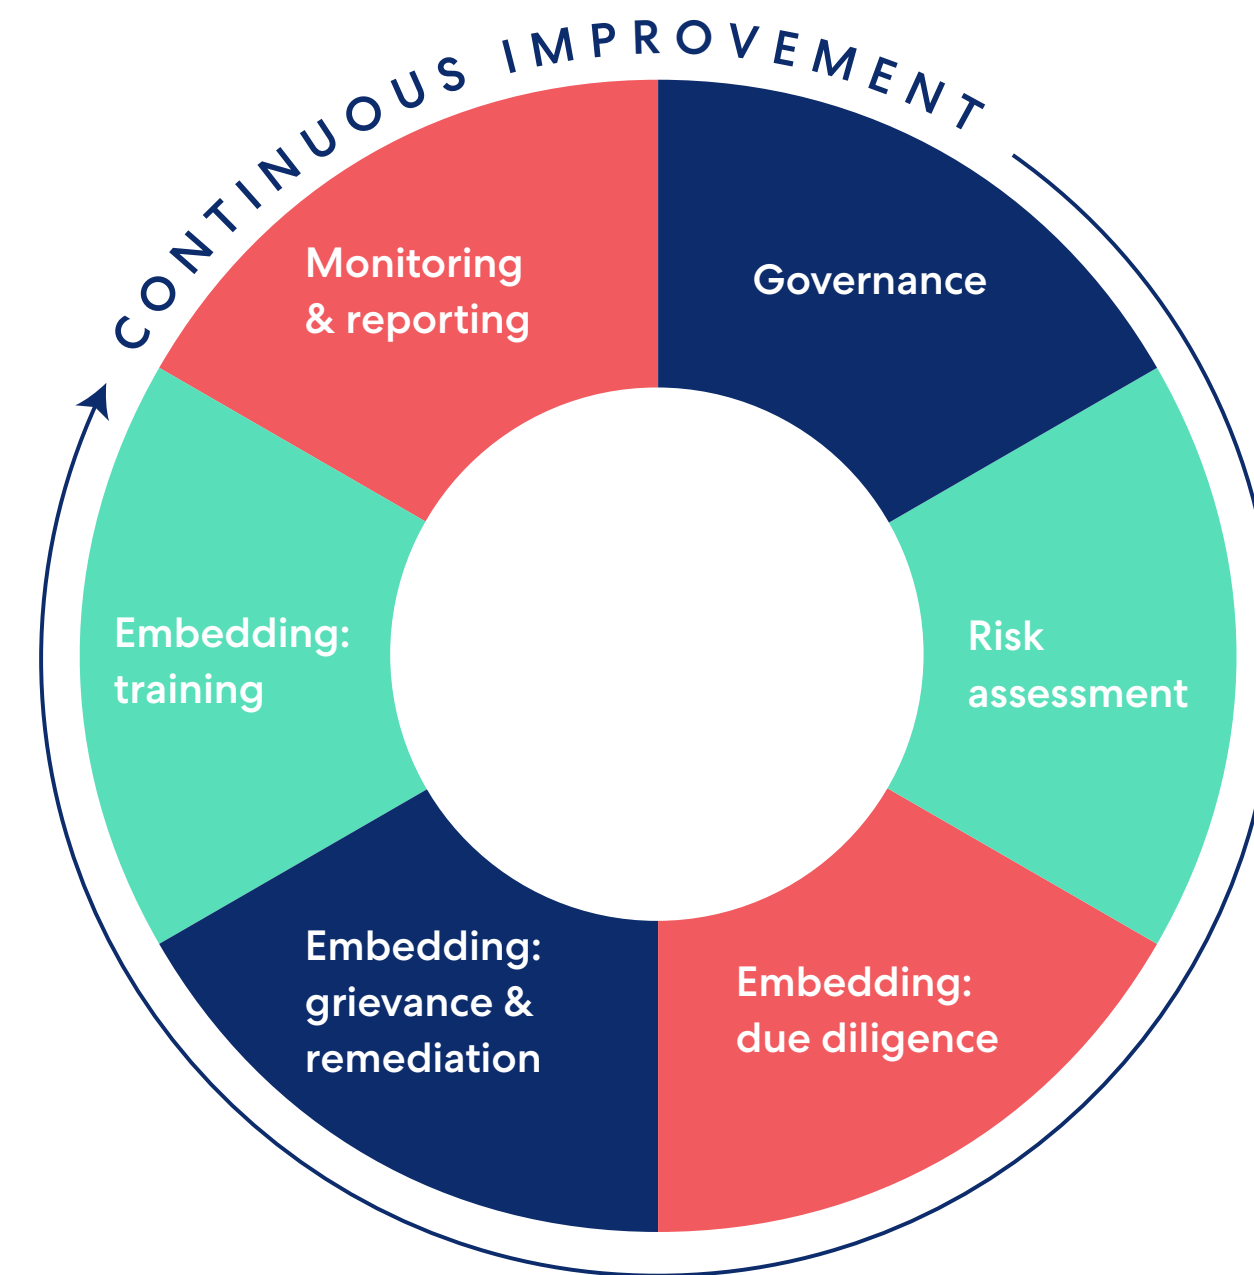 CONTINUOUS IMPROVEMENT
Governance
Risk
assessment
Embedding:
due diligence
Embedding:
grievance &
remediation
Embedding:
training
Monitoring
& reporting